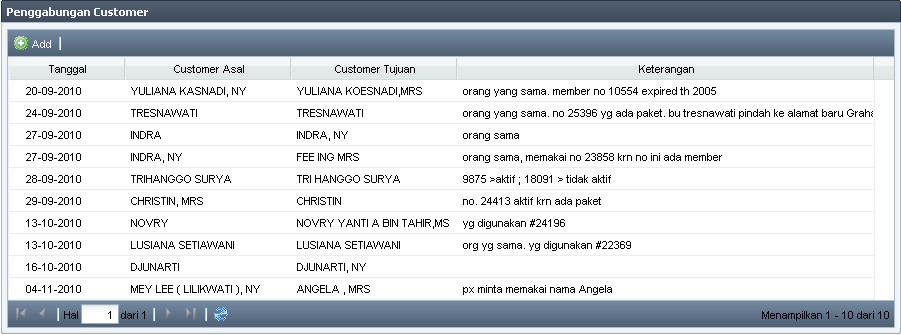 Penggabungan Customer
Add
Tanggal Customer Asal Customer Tujuan Keterangan
20-09-2010 YULIANA KASNADI, NY YULIANA KOESNADI,MRS orang yang sama. member no 10554 expired th 2005
24-09-2010 TRESNAWATI TRESNAWATI orang yang sama. no 25396 yg ada paket. bu tresnawati pindah ke alamat baru Graha
27-09-2010 INDRA INDRA, NY orang sama
27-09-2010 INDRA, NY FEE ING MRS orang sama, memakai no 23858 krn no ini ada member
28-09-2010 TRIHANGGO SURYA TRI HANGGO SURYA 9875 >aktif ; 18091 > tidak aktif
29-09-2010 CHRISTIN, MRS CHRISTIN no. 24413 aktif krn ada paket
13-10-2010 NOVRY NOVRY YANTI A BIN TAHIR,MS yg digunakan #24196
13-10-2010 LUSIANA SETIAWANI LUSIANA SETIAWANI org yg sama. yg digunakan #22369
16-10-2010 DJUNARTI DJUNARTI, NY
04-11-2010 MEY LEE ( LILIKWATI ), NY ANGELA , MRS px minta memakai nama Angela
Hal 1 dari 1 Menampilkan 1 - 10 dari 10